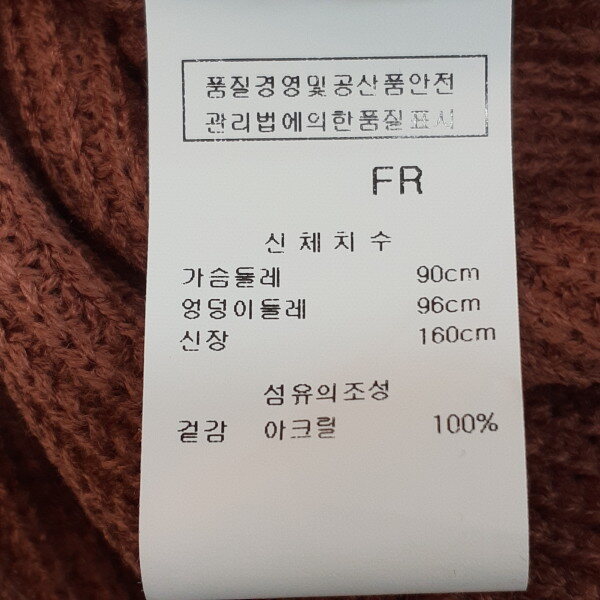 품질경영및공산품안전
관리법에의한품질표시
FR
신체치수
가슴둘레 90cm
엉덩이둘레 96cm
신장 160cm
섬유의조성
겉감 아크릴 100%